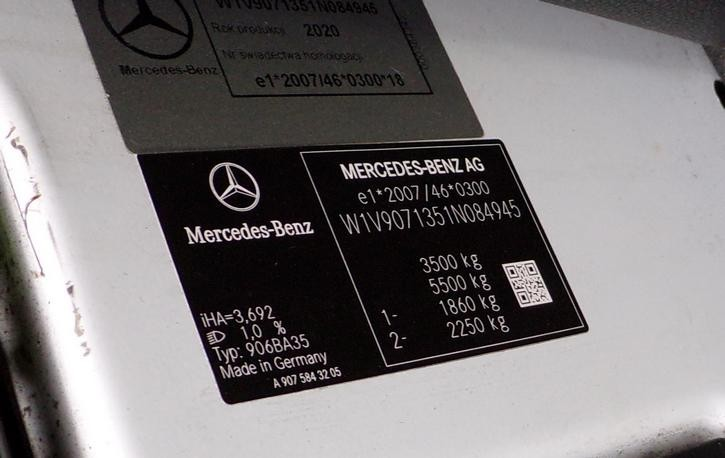 W1V9071351N084945
Rok produkcji 2020
Nr świadectwa homologacji
Mercedes-Benz
e1*2007/46*0300*18
MERCEDES-BENZ AG
e1*2007/46*0300
W1V9071351N084945
Mercedes-Benz
3500 kg
5500 kg
1- 1860 kg
2- 2250 kg
iHA=3,692
1,0 %
Typ: 906BA35
Made in Germany
A 907 584 32 05